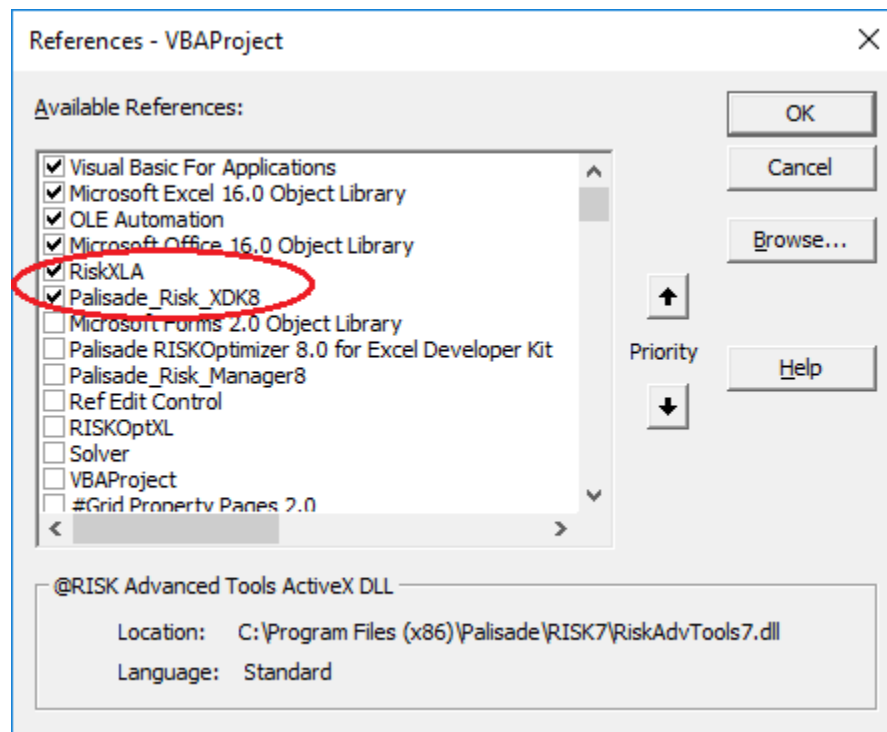 References - VBAProject
Available References:
Visual Basic For Applications
Microsoft Excel 16.0 Object Library
OLE Automation
Microsoft Office 16.0 Object Library
RiskXLA
Palisade_Risk_XDK8
Microsoft Forms 2.0 Object Library
Palisade RISKOptimizer 8.0 for Excel Developer Kit
Palisade_Risk_Manager8
Ref Edit Control
RISKOptXL
Solver
VBAProject
#Grid Property Pages 2.0
OK
Cancel
Browse...
Priority
Help
@RISK Advanced Tools ActiveX DLL
Location: C:\Program Files (x86)\Palisade\RISK7\RiskAdvTools7.dll
Language: Standard